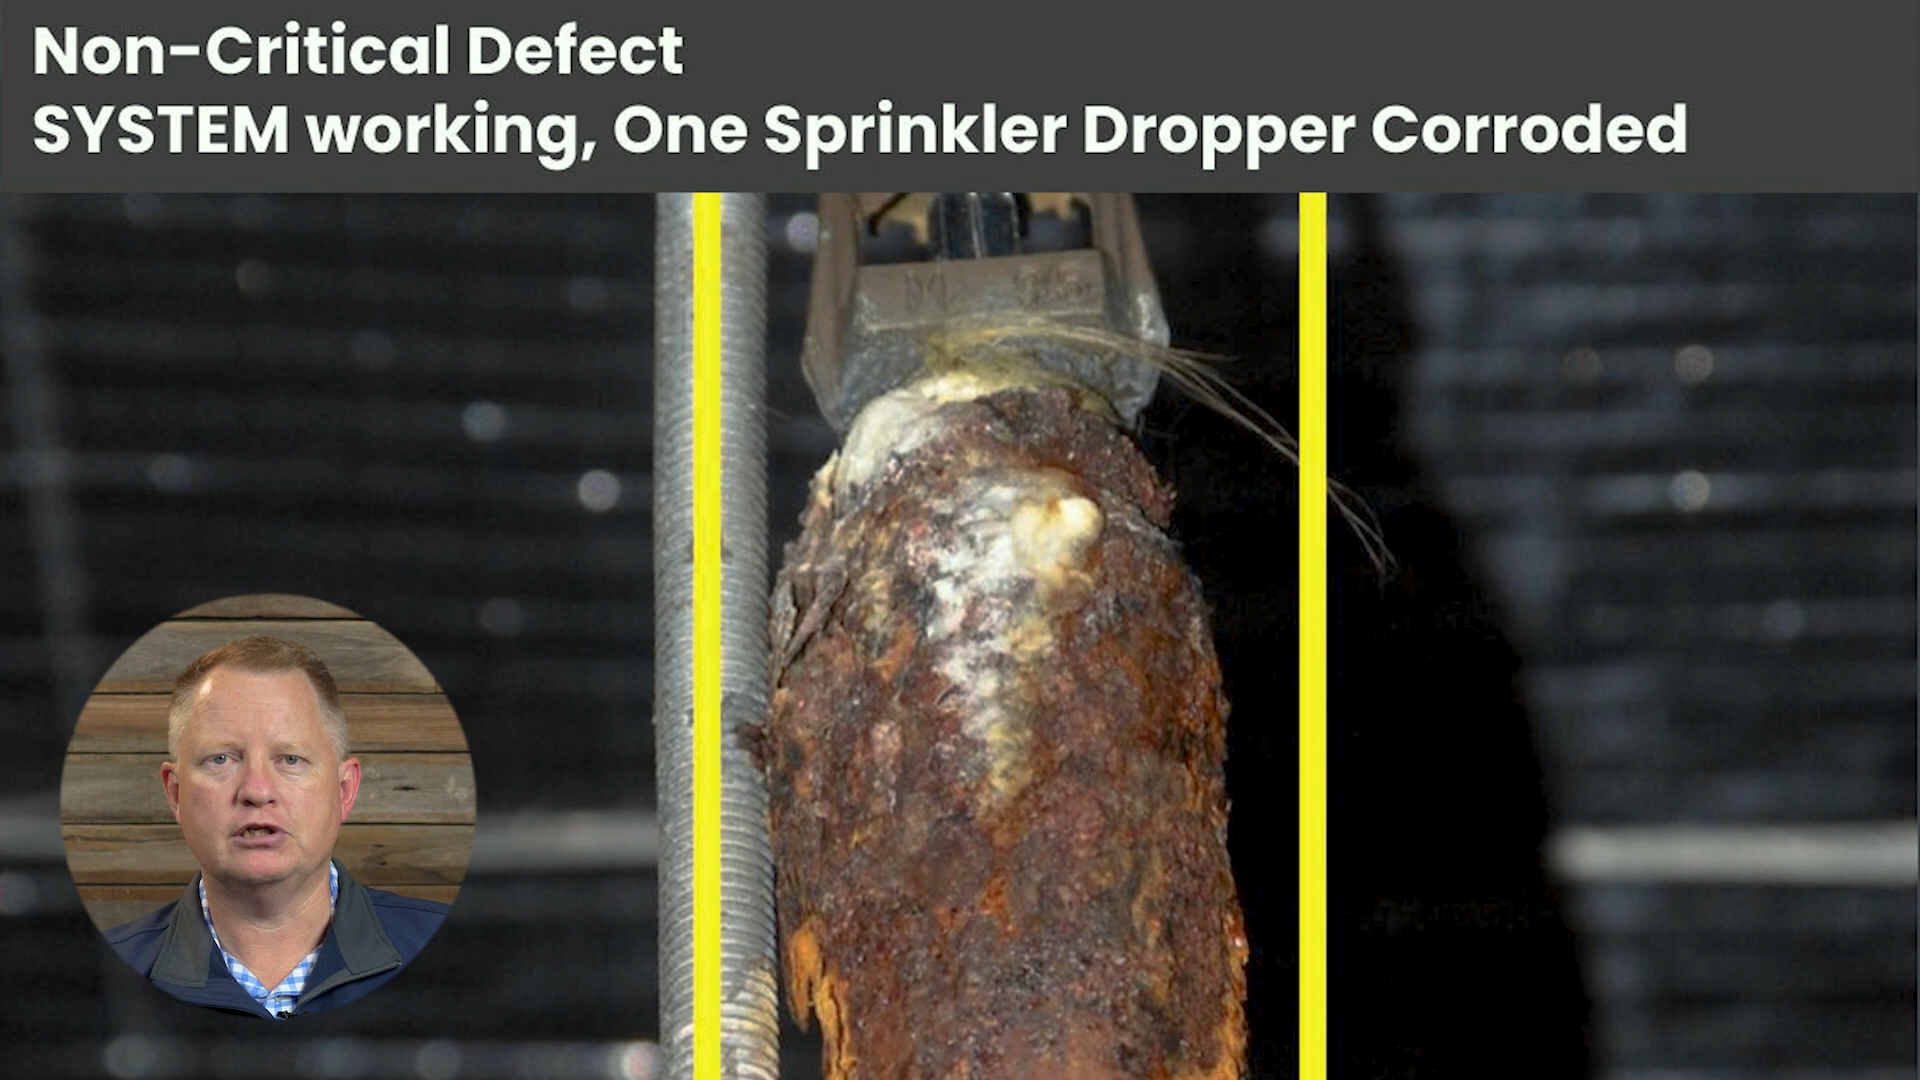 Non-Critical Defect
SYSTEM working, One Sprinkler Dropper Corroded